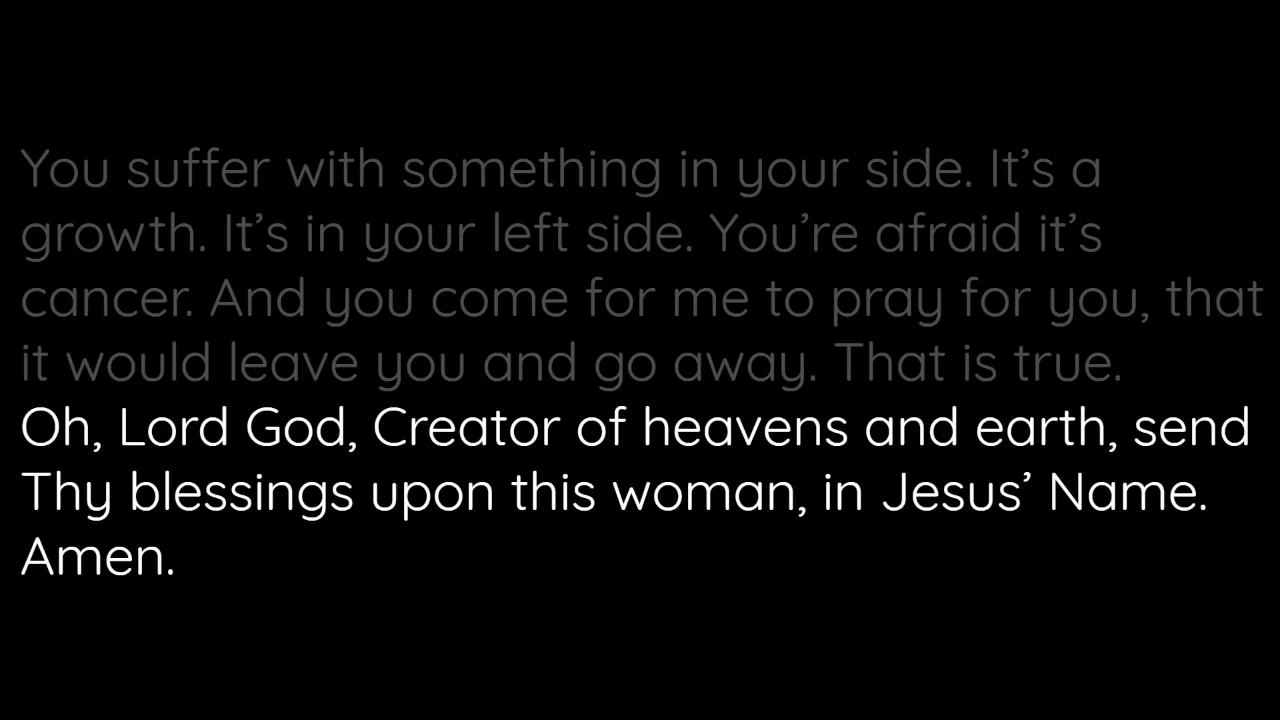 You suffer with something in your side. It’s a
growth. It’s in your left side. You’re afraid it’s
cancer. And you come for me to pray for you, that
it would leave you and go away. That is true.
Oh, Lord God, Creator of heavens and earth, send
Thy blessings upon this woman, in Jesus’ Name.
Amen.